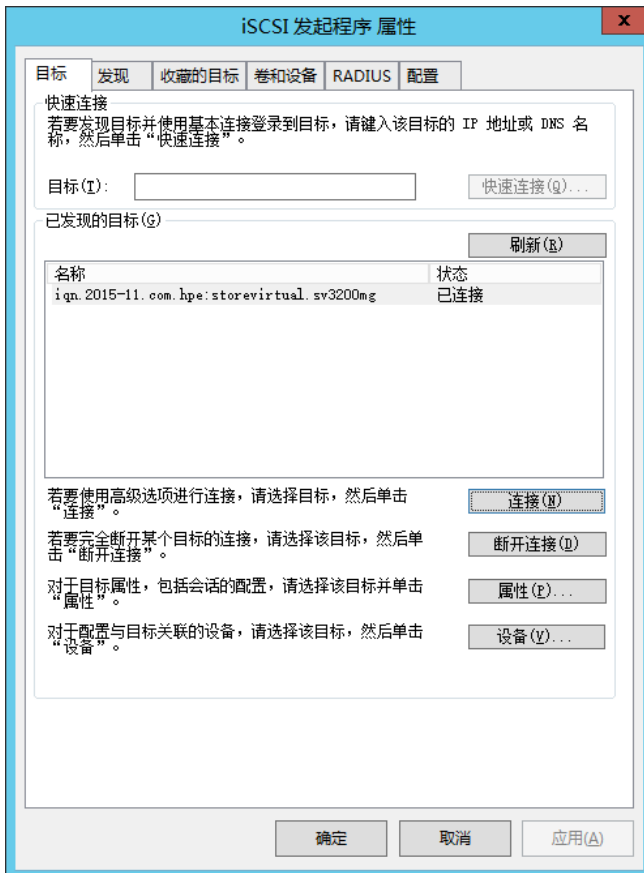 iSCSI 发起程序 属性
x
目标 发现 收藏的目标 卷和设备 RADIUS 配置
快速连接
若要发现目标并使用基本连接登录到目标，请键入该目标的 IP 地址或 DNS 名
称，然后单击“快速连接”。
目标(T): 快速连接(Q)...
已发现的目标(G)
刷新(R)
名称 状态
iqn.2015-11.com.hpe:storevirtual.sv3200mg 已连接
若要使用高级选项进行连接，请选择目标，然后单击
“连接”。
连接(N)
若要完全断开某个目标的连接，请选择该目标，然后单
击“断开连接”。
断开连接(D)
对于目标属性，包括会话的配置，请选择该目标并单击
“属性”。
属性(P)...
对于配置与目标关联的设备，请选择该目标，然后单击
“设备”。
设备(V)...
确定 取消 应用(A)